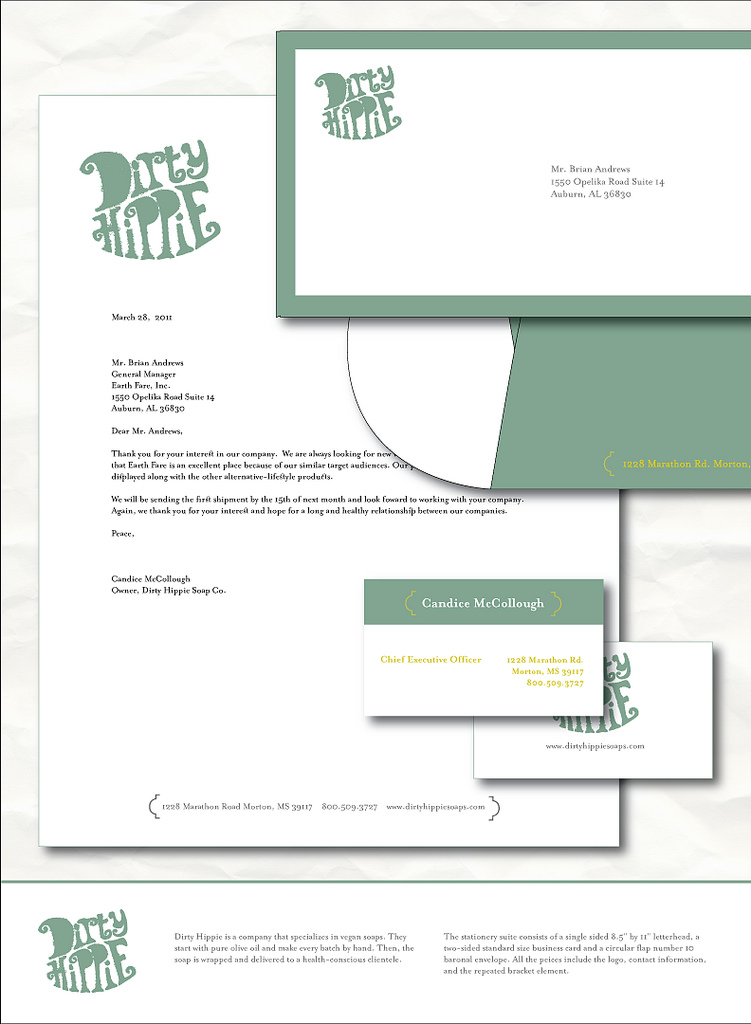 Dirty
Hippie
Mr. Brian Andrews
1550 Opelika Road Suite 14
Auburn, AL 36830
Dirty
Hippie
March 28, 2011
Mr. Brian Andrews
General Manager
Earth Fare, Inc.
1550 Opelika Road Suite 14
Auburn, AL 36830
Dear Mr. Andrews,
Thank you for your interest in our company. We are always looking for new
that Earth Fare is an excellent place because of our similar target audiences. Our
displayed along with the other alternative-lifestyle products.
We will be sending the first shipment by the 15th of next month and look foward to working with your company.
Again, we thank you for your interest and hope for a long and healthy relationship between our companies.
Peace,
Candice McCollough
Owner, Dirty Hippie Soap Co.
1228 Marathon Road Morton, MS 39117 800.509.3727 www.dirtyhippiesoaps.com
1228 Marathon Rd. Morton,
Candice McCollough
Chief Executive Officer
1228 Marathon Rd.
Morton, MS 39117
800.509.3727
www.dirtyhippiesoaps.com
Dirty
Hippie
Dirty Hippie is a company that specializes in vegan soaps. They
start with pure olive oil and make every batch by hand. Then, the
soap is wrapped and delivered to a health-conscious clientele.
The stationery suite consists of a single sided 8.5" by 11" letterhead, a
two-sided standard size business card and a circular flap number 10
baronal envelope. All the peices include the logo, contact information,
and the repeated bracket element.